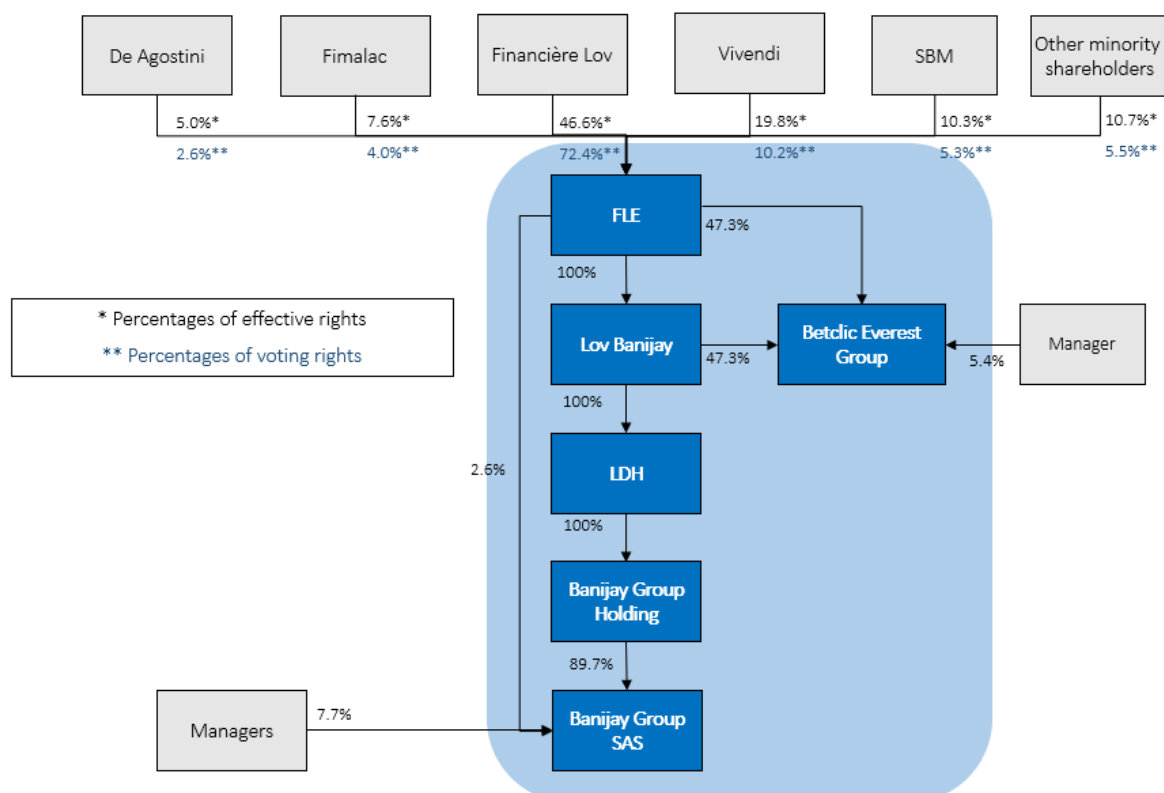 De Agostini
Fimalac
Financière Lov
Vivendi
SBM
Other minority
shareholders
5.0%*
7.6%*
46.6%*
19.8%*
10.3%*
10.7%*
2.6%**
4.0%**
72.4%**
10.2%**
5.3%**
5.5%**
FLE
47.3%
100%
* Percentages of effective rights
** Percentages of voting rights
Lov Banijay
47.3%
Betclic Everest
Group
5.4%
Manager
100%
2.6%
LDH
100%
Banijay Group
Holding
89.7%
Managers
7.7%
Banijay Group
SAS